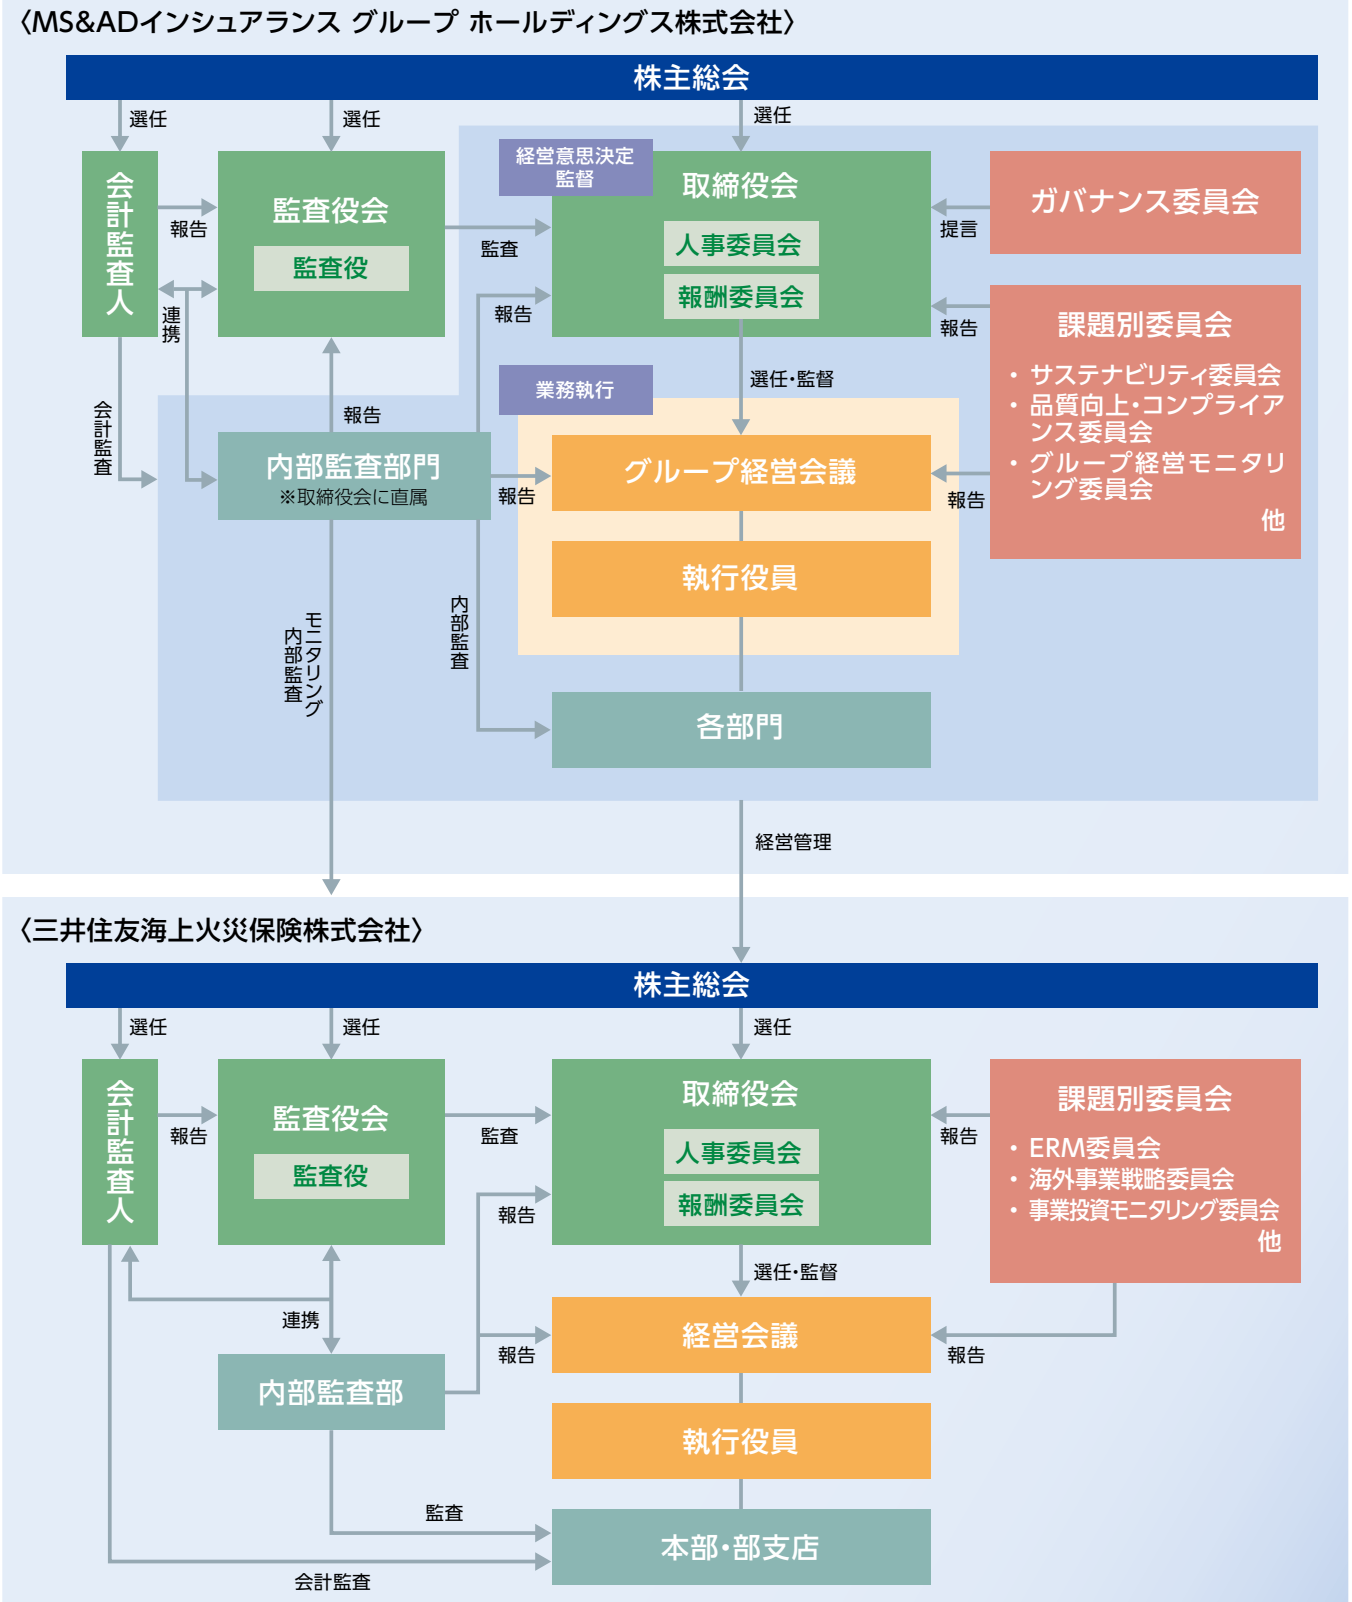 〈MS&ADインシュアランス グループ ホールディングス株式会社〉
株主総会
選任
選任
選任
会計監査人
報告
監査役会
監査役
監査
経営意思決定
監督
取締役会
人事委員会
報酬委員会
提言
ガバナンス委員会
連携
報告
報告
課題別委員会
・ サステナビリティ委員会
・ 品質向上・コンプライア
ンス委員会
・ グループ経営モニタリ
ング委員会
他
選任・監督
業務執行
会計監査
報告
内部監査部門
※取締役会に直属
報告
グループ経営会議
報告
執行役員
モニタリング
内部監査
内部監査
各部門
経営管理
〈三井住友海上火災保険株式会社〉
株主総会
選任
選任
選任
会計監査人
報告
監査役会
監査役
監査
取締役会
人事委員会
報酬委員会
報告
課題別委員会
・ ERM委員会
・ 海外事業戦略委員会
・ 事業投資モニタリング委員会
他
報告
選任・監督
連携
報告
経営会議
報告
内部監査部
執行役員
監査
本部・部支店
会計監査